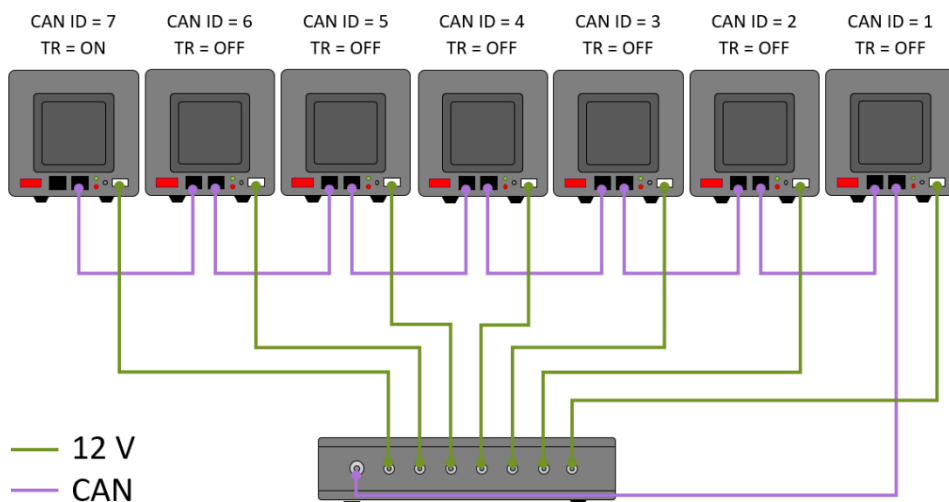 CAN ID = 7
TR = ON
CAN ID = 6
TR = OFF
CAN ID = 5
TR = OFF
CAN ID = 4
TR = OFF
CAN ID = 3
TR = OFF
CAN ID = 2
TR = OFF
CAN ID = 1
TR = OFF
12 V
CAN